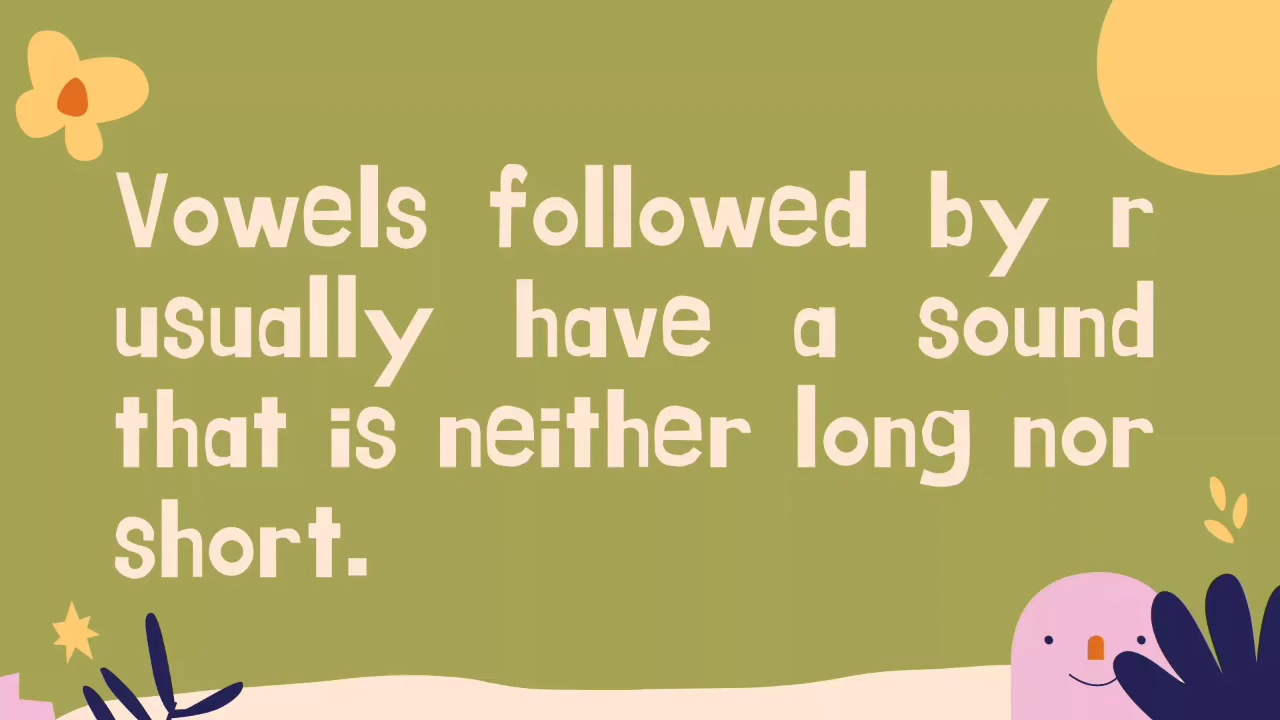 Vowels followed by r
usually have a sound
that is neither long nor
short.